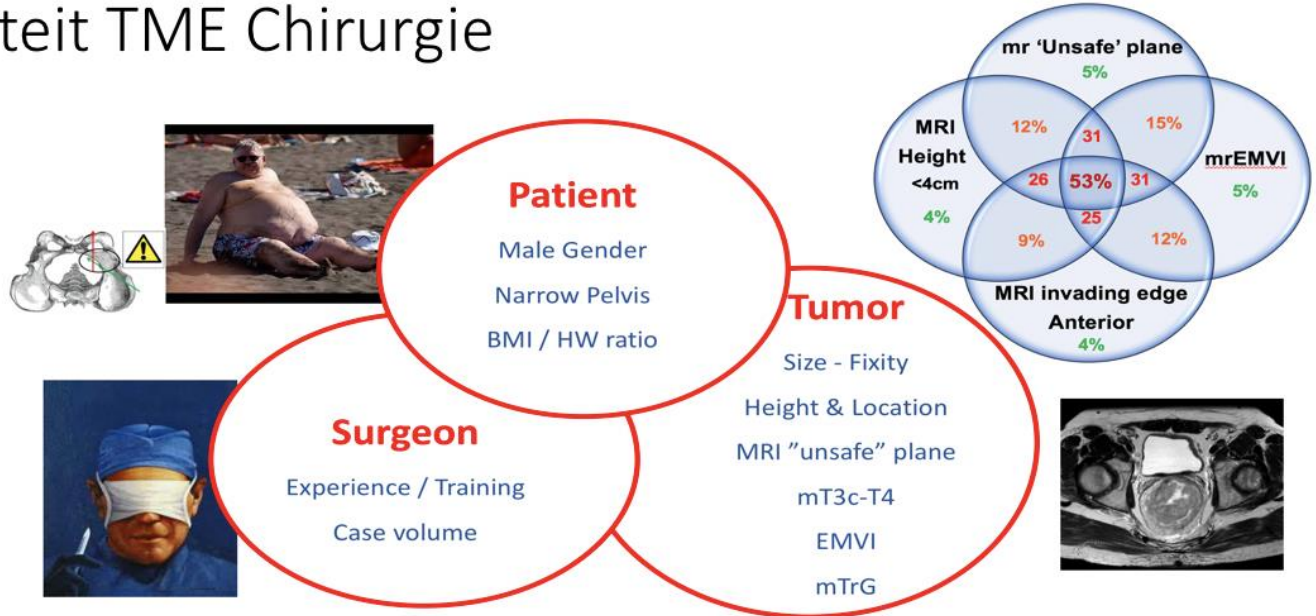 teit TME Chirurgie
Patient
Male Gender
Narrow Pelvis
BMI / HW ratio
Surgeon
Experience / Training
Case volume
Tumor
Size - Fixity
Height & Location
MRI ”unsafe” plane
mT3c-T4
EMVI
mTrG
mr ‘Unsafe’ plane
5%
MRI
Height
<4cm
4%
12%
31
15%
mrEMVI
5%
26
53%
31
25
9%
12%
MRI invading edge
Anterior
4%